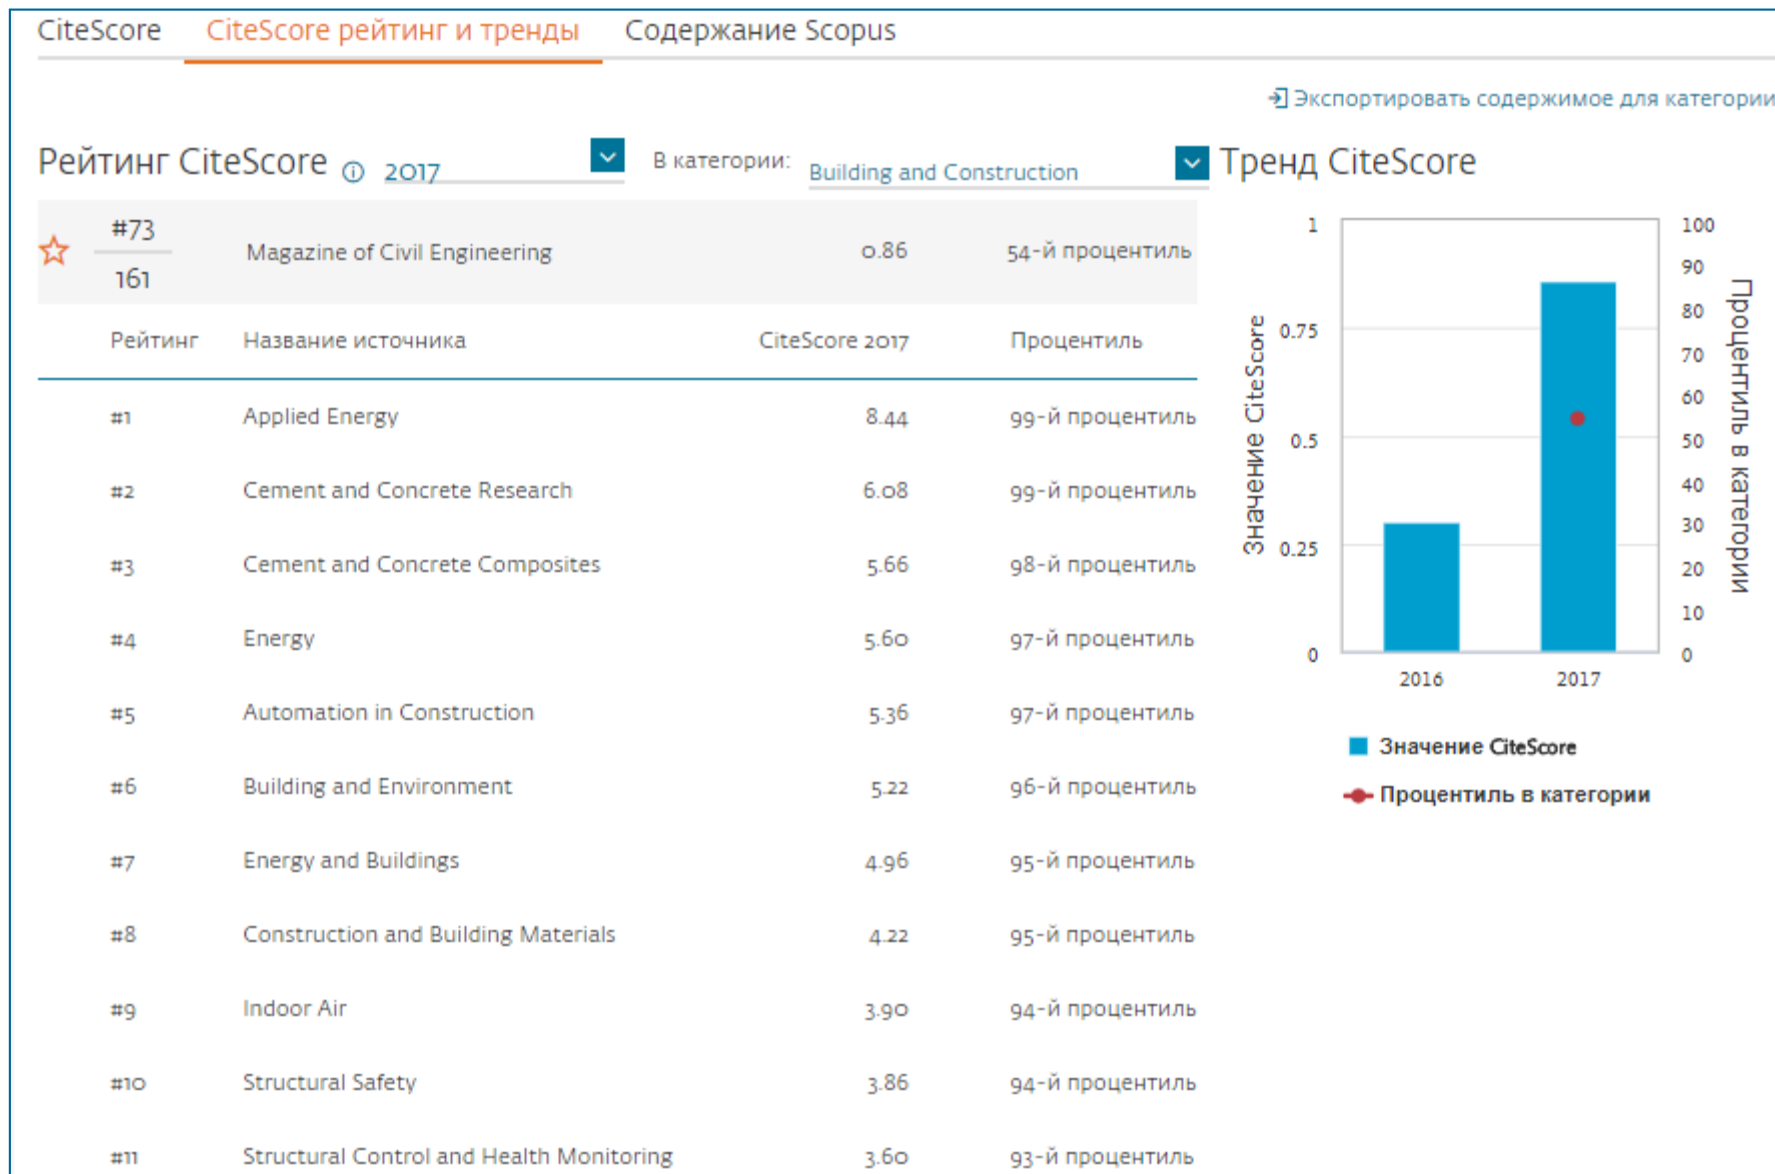 CiteScore CiteScore рейтинг и тренды Содержание Scopus
Экспортировать содержимое для категории
Рейтинг CiteScore 2017 В категории: Building and Construction
#73
161
Magazine of Civil Engineering 0.86 54-й процентиль
Рейтинг Название источника CiteScore 2017 Процентиль
#1 Applied Energy 8.44 99-й процентиль
#2 Cement and Concrete Research 6.08 99-й процентиль
#3 Cement and Concrete Composites 5.66 98-й процентиль
#4 Energy 5.60 97-й процентиль
#5 Automation in Construction 5.36 97-й процентиль
#6 Building and Environment 5.22 96-й процентиль
#7 Energy and Buildings 4.96 95-й процентиль
#8 Construction and Building Materials 4.22 95-й процентиль
#9 Indoor Air 3.90 94-й процентиль
#10 Structural Safety 3.86 94-й процентиль
#11 Structural Control and Health Monitoring 3.60 93-й процентиль
Тренд CiteScore
Значение CiteScore
1
0.75
0.5
0.25
0
100
90
80
70
60
50
40
30
20
10
0
Процентиль в категории
2016 2017
Значение CiteScore
Процентиль в категории